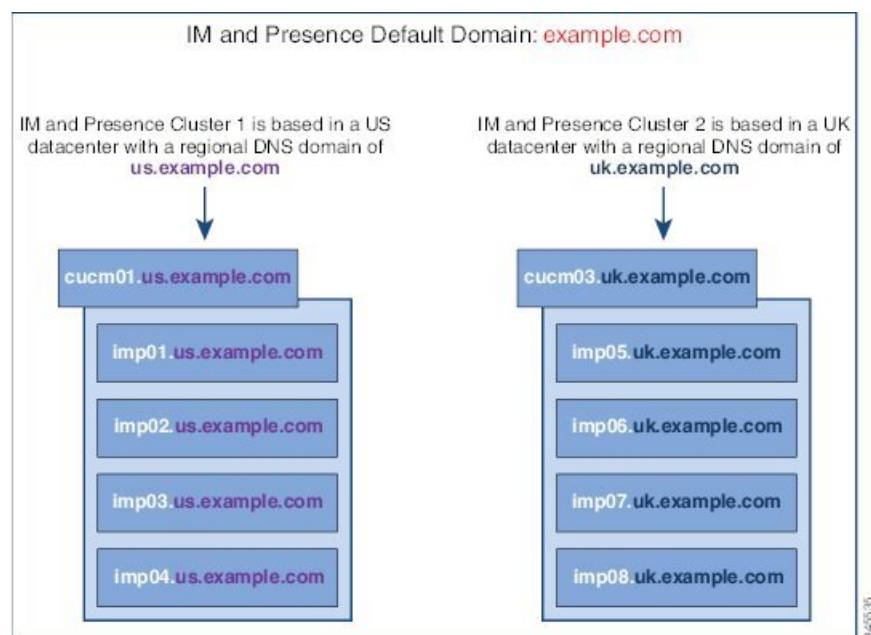 IM and Presence Default Domain: example.com
IM and Presence Cluster 1 is based in a US
datacenter with a regional DNS domain of
us.example.com
cucm01.us.example.com
imp01.us.example.com
imp02.us.example.com
imp03.us.example.com
imp04.us.example.com
IM and Presence Cluster 2 is based in a UK
datacenter with a regional DNS domain of
uk.example.com
cucm03.uk.example.com
imp05.uk.example.com
imp06.uk.example.com
imp07.uk.example.com
imp08.uk.example.com